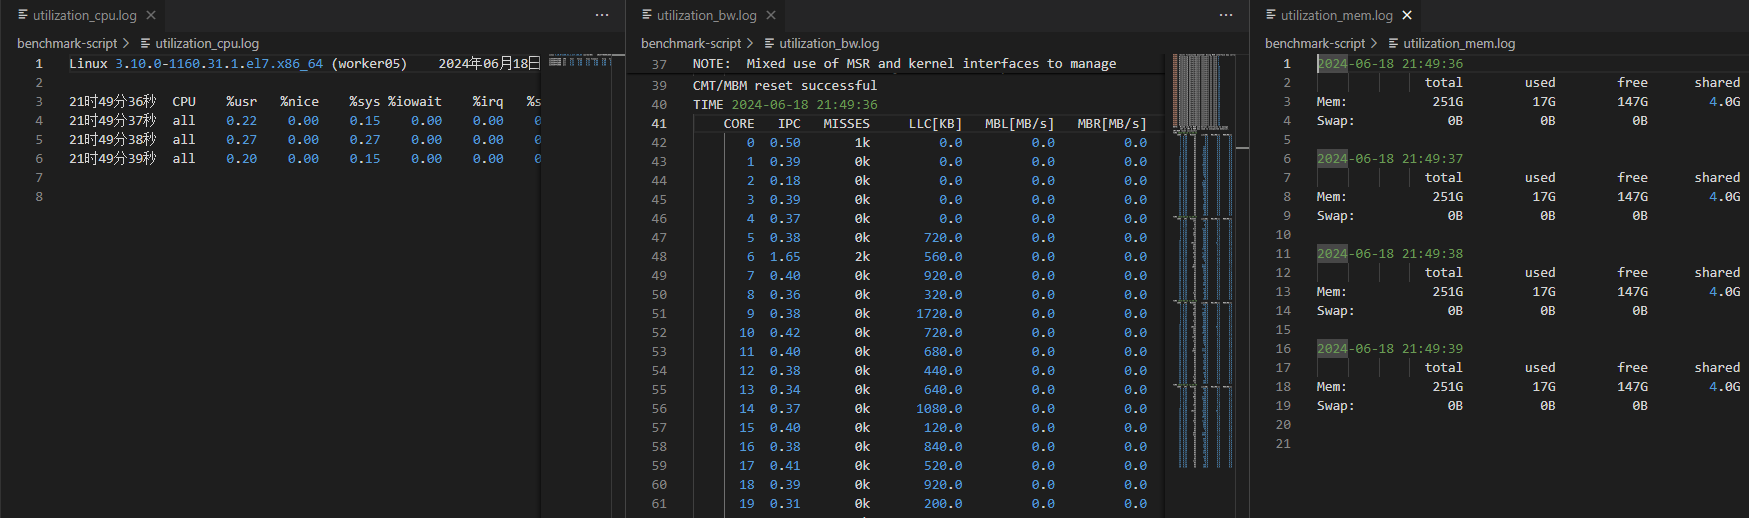 utilization_cpu.log
benchmark-script > utilization_cpu.log
1 Linux 3.10.0-1160.31.1.el7.x86_64 (worker05) 2024年06月18日
2
3 21时49分36秒 CPU %usr %nice %sys %iowait %irq %s
4 21时49分37秒 all 0.22 0.00 0.15 0.00 0.00 0
5 21时49分38秒 all 0.27 0.00 0.27 0.00 0.00 0
6 21时49分39秒 all 0.20 0.00 0.15 0.00 0.00 0
7
8
utilization_bw.log
benchmark-script > utilization_bw.log
37 NOTE: Mixed use of MSR and kernel interfaces to manage
39 CMT/MBM reset successful
40 TIME 2024-06-18 21:49:36
41 CORE IPC MISSES LLC[KB] MBL[MB/s] MBR[MB/s]
42 0 0.50 1k 0.0 0.0 0.0
43 1 0.39 0k 0.0 0.0 0.0
44 2 0.18 0k 0.0 0.0 0.0
45 3 0.39 0k 0.0 0.0 0.0
46 4 0.37 0k 0.0 0.0 0.0
47 5 0.38 0k 720.0 0.0 0.0
48 6 1.65 2k 560.0 0.0 0.0
49 7 0.40 0k 920.0 0.0 0.0
50 8 0.36 0k 320.0 0.0 0.0
51 9 0.38 0k 1720.0 0.0 0.0
52 10 0.42 0k 720.0 0.0 0.0
53 11 0.40 0k 680.0 0.0 0.0
54 12 0.38 0k 440.0 0.0 0.0
55 13 0.34 0k 640.0 0.0 0.0
56 14 0.37 0k 1080.0 0.0 0.0
57 15 0.40 0k 120.0 0.0 0.0
58 16 0.38 0k 840.0 0.0 0.0
59 17 0.41 0k 520.0 0.0 0.0
60 18 0.39 0k 920.0 0.0 0.0
61 19 0.31 0k 200.0 0.0 0.0
utilization_mem.log
benchmark-script > utilization_mem.log
1 2024-06-18 21:49:36
2 total used free shared
3 Mem: 251G 17G 147G 4.0G
4 Swap: 0B 0B 0B
5
6 2024-06-18 21:49:37
7 total used free shared
8 Mem: 251G 17G 147G 4.0G
9 Swap: 0B 0B 0B
10
11 2024-06-18 21:49:38
12 total used free shared
13 Mem: 251G 17G 147G 4.0G
14 Swap: 0B 0B 0B
15
16 2024-06-18 21:49:39
17 total used free shared
18 Mem: 251G 17G 147G 4.0G
19 Swap: 0B 0B 0B
20
21